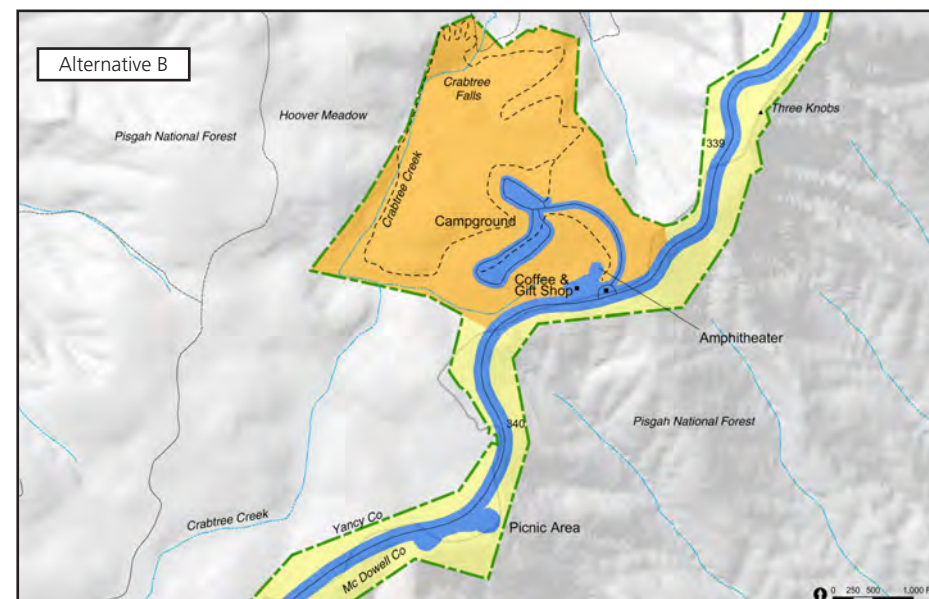 Alternative B
Crabtree
Falls
Three Knobs
Hoover Meadow
Pisgah National Forest
339
Crabtree Creek
Campground
Coffee &
Gift Shop
Amphitheater
340
Pisgah National Forest
Crabtree Creek
Yancy Co
Picnic Area
Mc Dowell Co
0 250 500 1,000 F